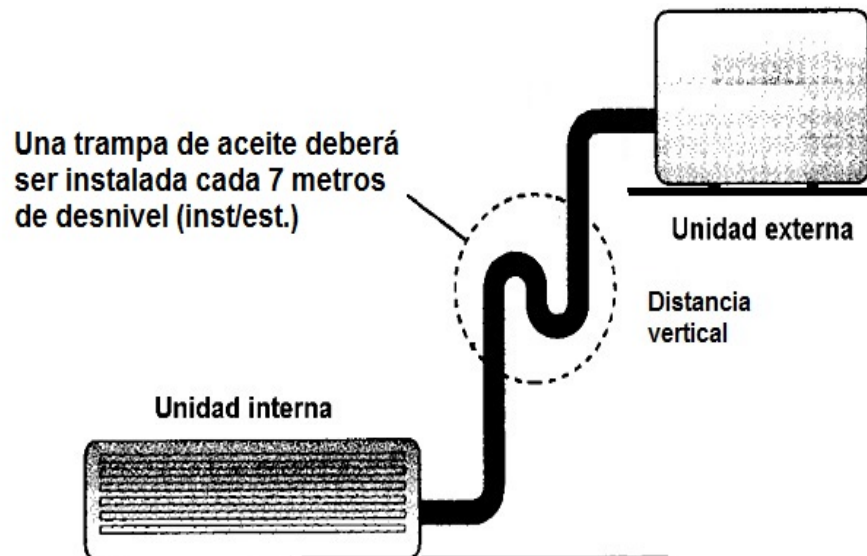 Una trampa de aceite deberá
ser instalada cada 7 metros
de desnivel (inst/est.)
Unidad externa
Distancia
vertical
Unidad interna